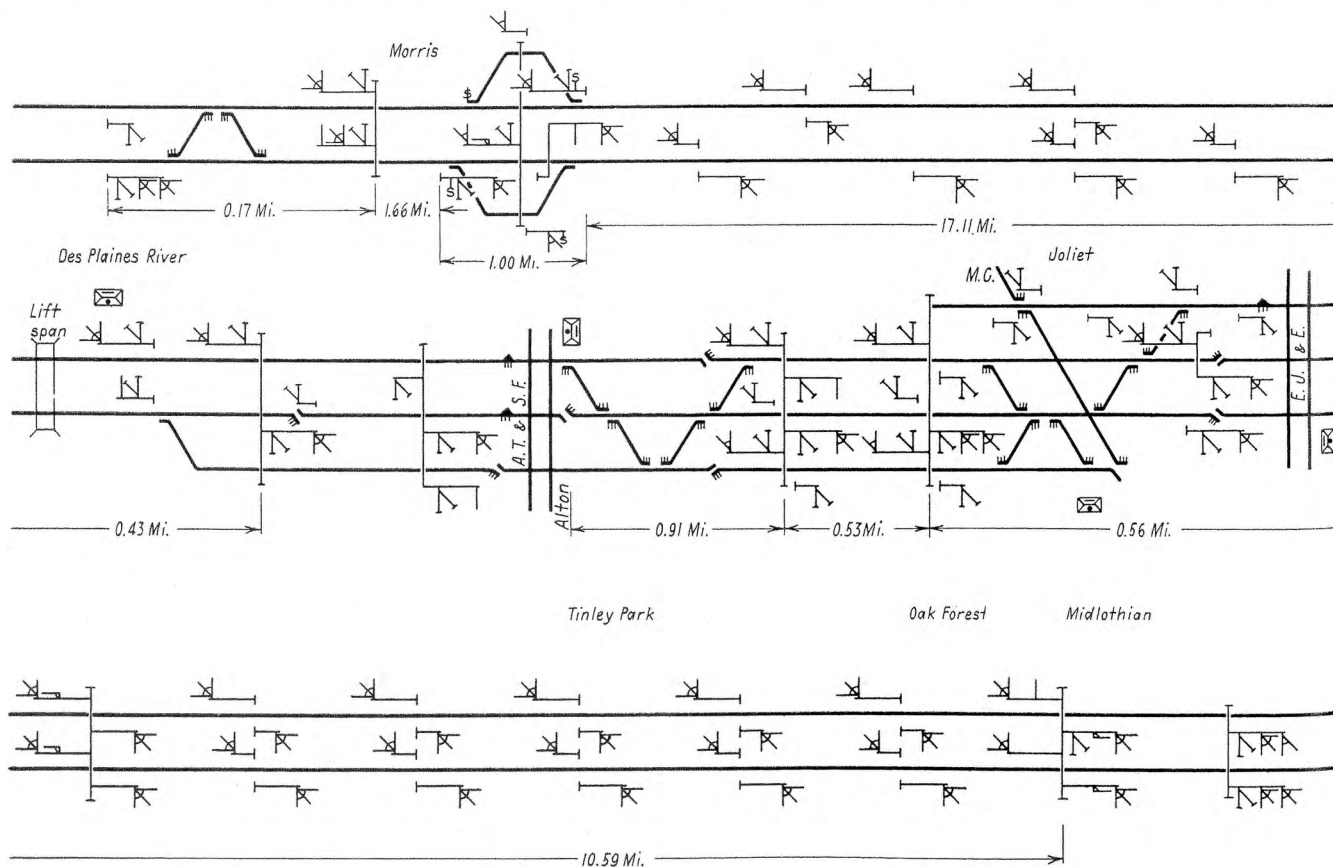 Morris
S
S
S
S
0.17 Mi.
1.66 Mi.
1.00 Mi.
17.11 Mi.
Des Plaines River
Joliet
M.C.
Lift
span
A.T. & S.F.
E.J. & E.
Alton
0.43 Mi.
0.91 Mi.
0.53 Mi.
0.56 Mi.
Tinley Park
Oak Forest
Midlothian
10.59 Mi.